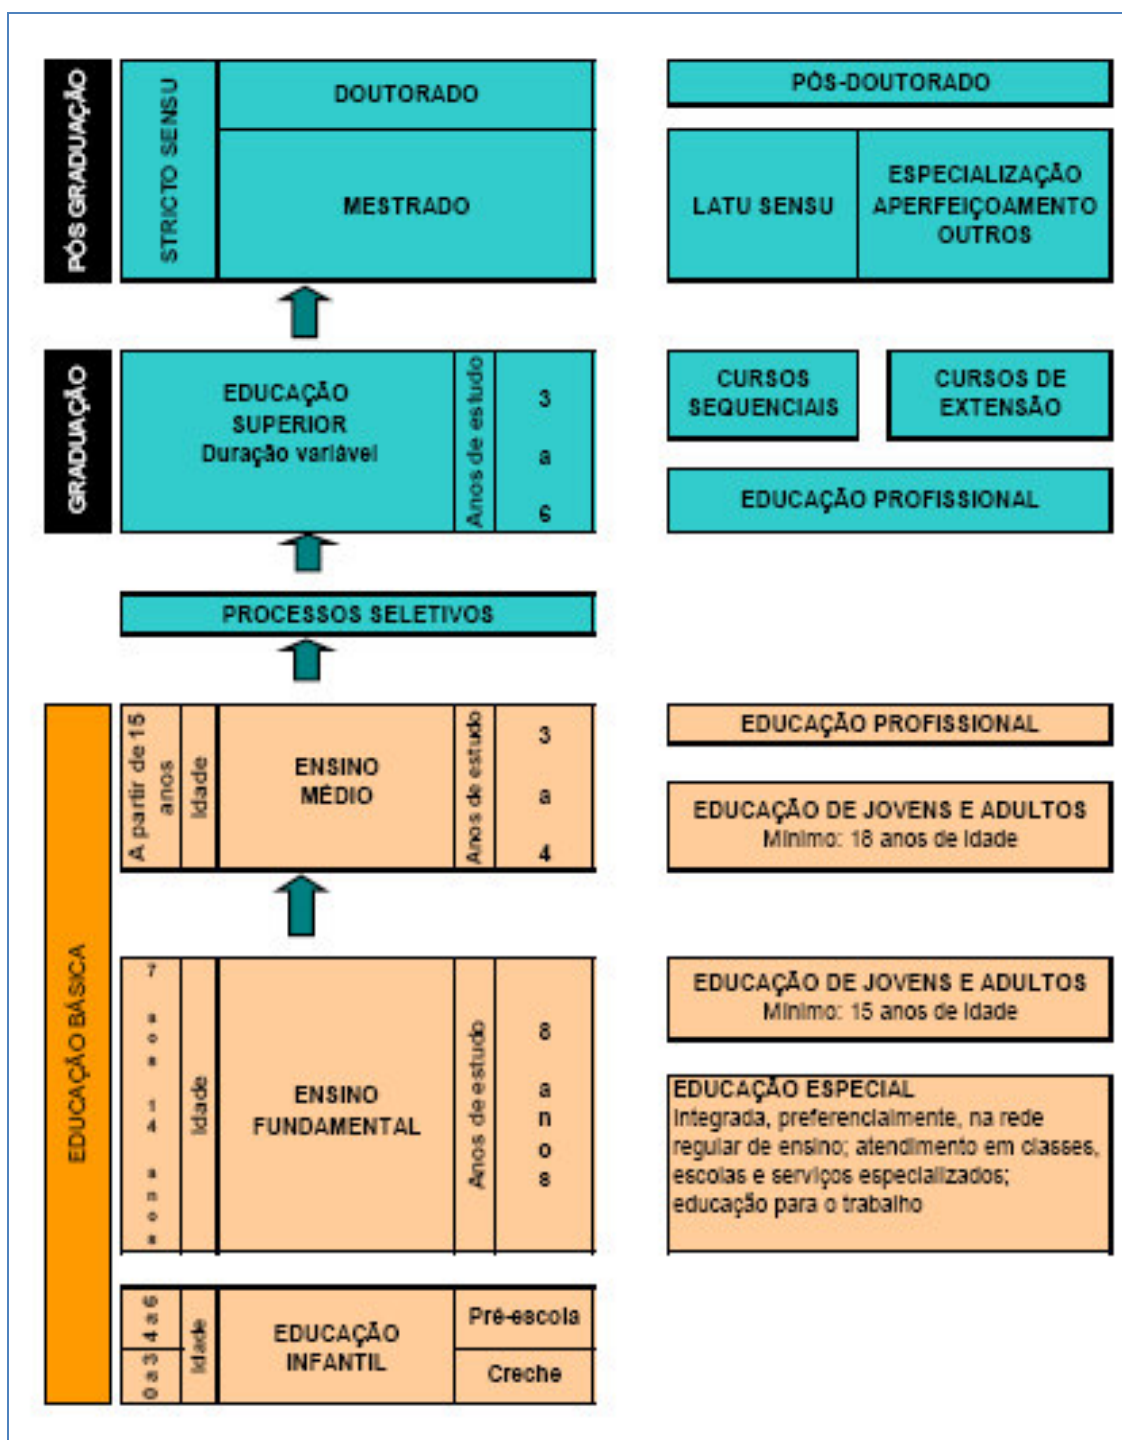 PÓS GRADUAÇÃO
STRICTO SENSU
DOUTORADO
MESTRADO
PÓS-DOUTORADO
LATU SENSU
ESPECIALIZAÇÃO
APERFEIÇOAMENTO
OUTROS
GRADUAÇÃO
EDUCAÇÃO
SUPERIOR
Duração variável
Anos de estudo
3
a
6
CURSOS
SEQUENCIAIS
CURSOS DE
EXTENSÃO
EDUCAÇÃO PROFISSIONAL
PROCESSOS SELETIVOS
EDUCAÇÃO BÁSICA
A partir de 15
anos
Idade
ENSINO
MÉDIO
Anos de estudo
3
a
4
EDUCAÇÃO PROFISSIONAL
EDUCAÇÃO DE JOVENS E ADULTOS
Mínimo: 18 anos de idade
7 aos 14 anos
Idade
ENSINO
FUNDAMENTAL
Anos de estudo
8
a
n
o
s
EDUCAÇÃO DE JOVENS E ADULTOS
Mínimo: 15 anos de idade
EDUCAÇÃO ESPECIAL
Integrada, preferencialmente, na rede
regular de ensino; atendimento em classes,
escolas e serviços especializados;
educação para o trabalho
4 a 6
0 a 3
Idade
EDUCAÇÃO
INFANTIL
Pré-escola
Creche